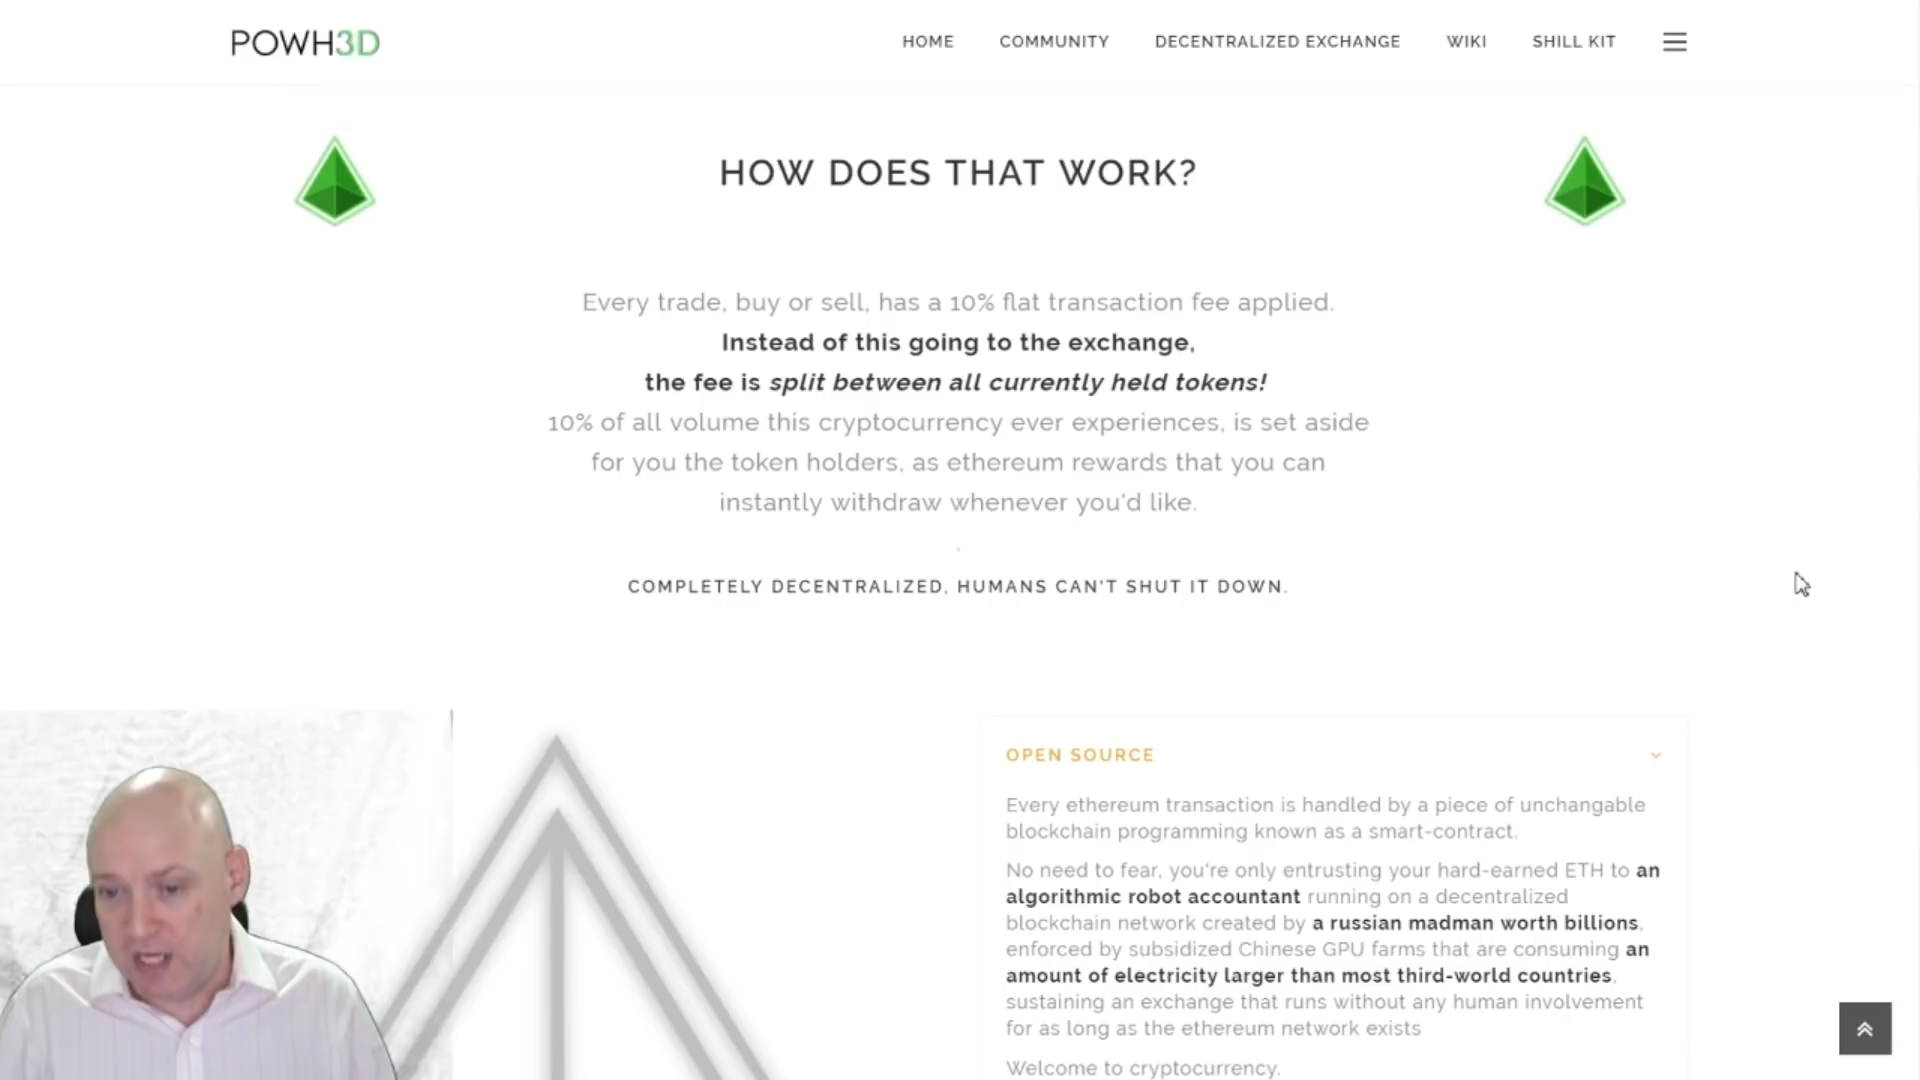 POWH3D
HOME COMMUNITY DECENTRALIZED EXCHANGE WIKI SHILL KIT
HOW DOES THAT WORK?
Every trade, buy or sell, has a 10% flat transaction fee applied.
Instead of this going to the exchange,
the fee is split between all currently held tokens!
10% of all volume this cryptocurrency ever experiences, is set aside
for you the token holders, as ethereum rewards that you can
instantly withdraw whenever you'd like.
COMPLETELY DECENTRALIZED, HUMANS CAN'T SHUT IT DOWN.
OPEN SOURCE
Every ethereum transaction is handled by a piece of unchangable
blockchain programming known as a smart-contract.
No need to fear, you're only entrusting your hard-earned ETH to an
algorithmic robot accountant running on a decentralized
blockchain network created by a russian madman worth billions,
enforced by subsidized Chinese GPU farms that are consuming an
amount of electricity larger than most third-world countries,
sustaining an exchange that runs without any human involvement
for as long as the ethereum network exists
Welcome to cryptocurrency.